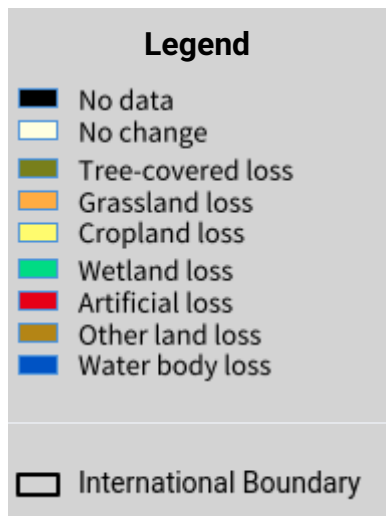 Legend
No data
No change
Tree-covered loss
Grassland loss
Cropland loss
Wetland loss
Artificial loss
Other land loss
Water body loss
International Boundary